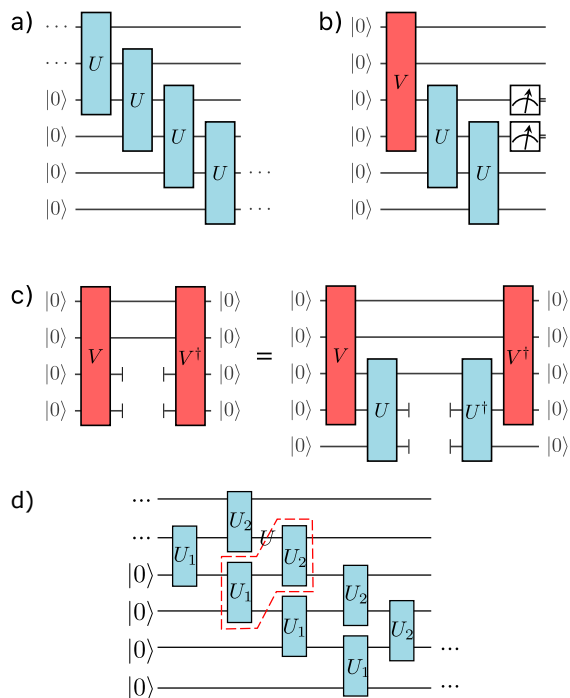 a)
···
U
···
U
|0⟩
U
|0⟩
U
|0⟩
···
|0⟩
···
b)
|0⟩
|0⟩
V
|0⟩
U
|0⟩
U
|0⟩
|0⟩
c)
|0⟩ |0⟩
|0⟩ |0⟩
V V†
|0⟩ |0⟩
|0⟩ |0⟩
=
|0⟩ |0⟩
|0⟩ |0⟩
V V†
|0⟩ |0⟩
U U†
|0⟩ |0⟩
|0⟩ |0⟩
d)
...
U₂
... U
U₁ U₂
|0⟩
U₁ U₂
|0⟩
U₁ U₂
|0⟩ ...
U₁
|0⟩ ...